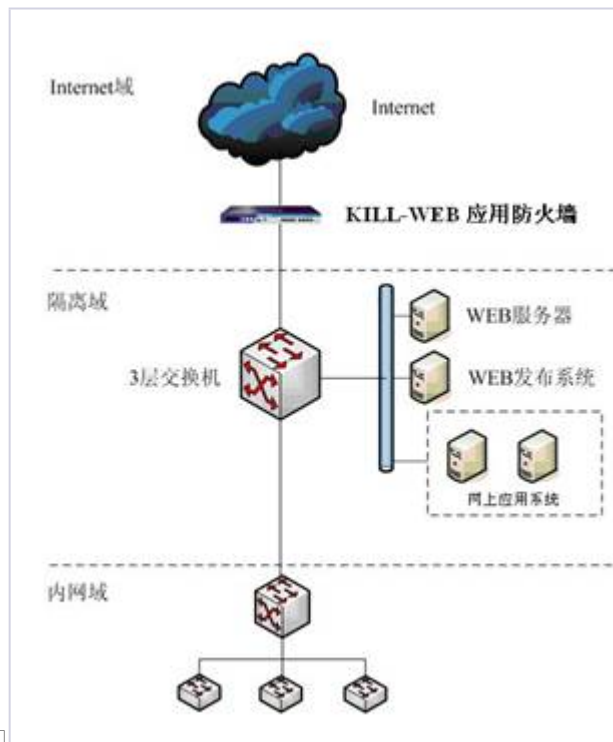 Internet域
Internet
KILL-WEB 应用防火墙
隔离域
WEB服务器
3层交换机
WEB发布系统
网上应用系统
内网域